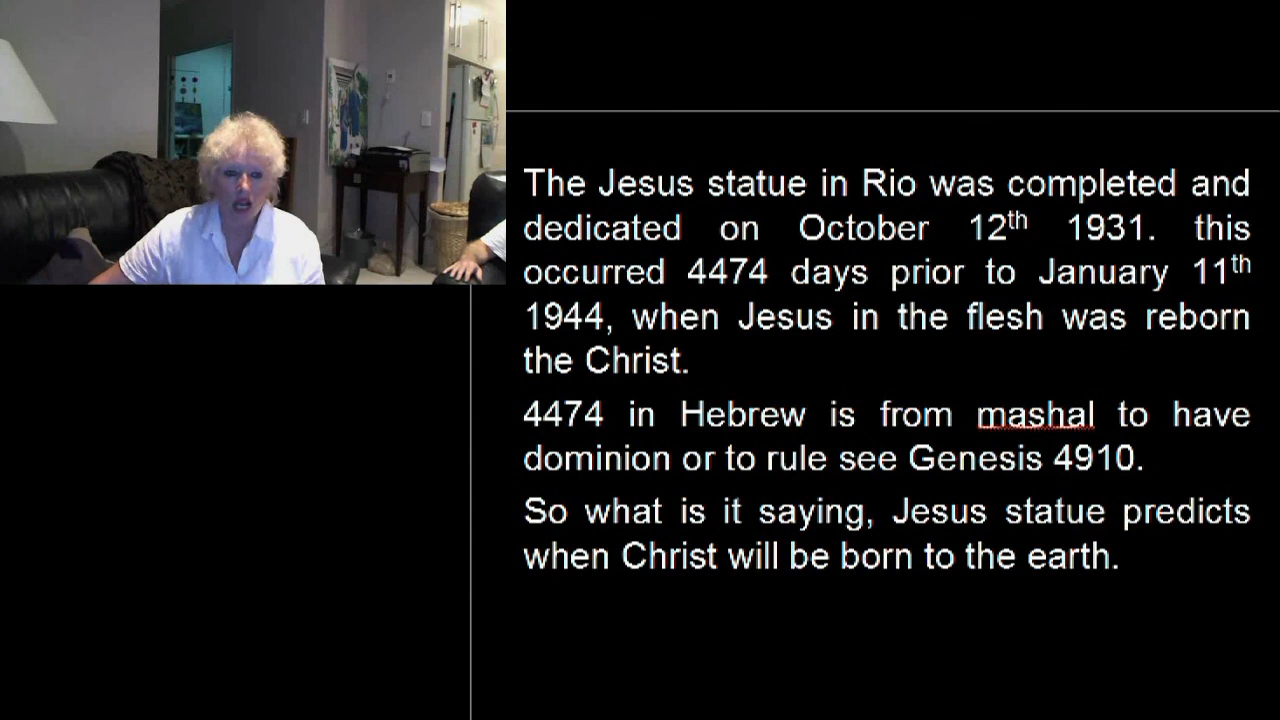 The Jesus statue in Rio was completed and
dedicated on October 12th 1931. this
occurred 4474 days prior to January 11th
1944, when Jesus in the flesh was reborn
the Christ.
4474 in Hebrew is from mashal to have
dominion or to rule see Genesis 4910.
So what is it saying, Jesus statue predicts
when Christ will be born to the earth.